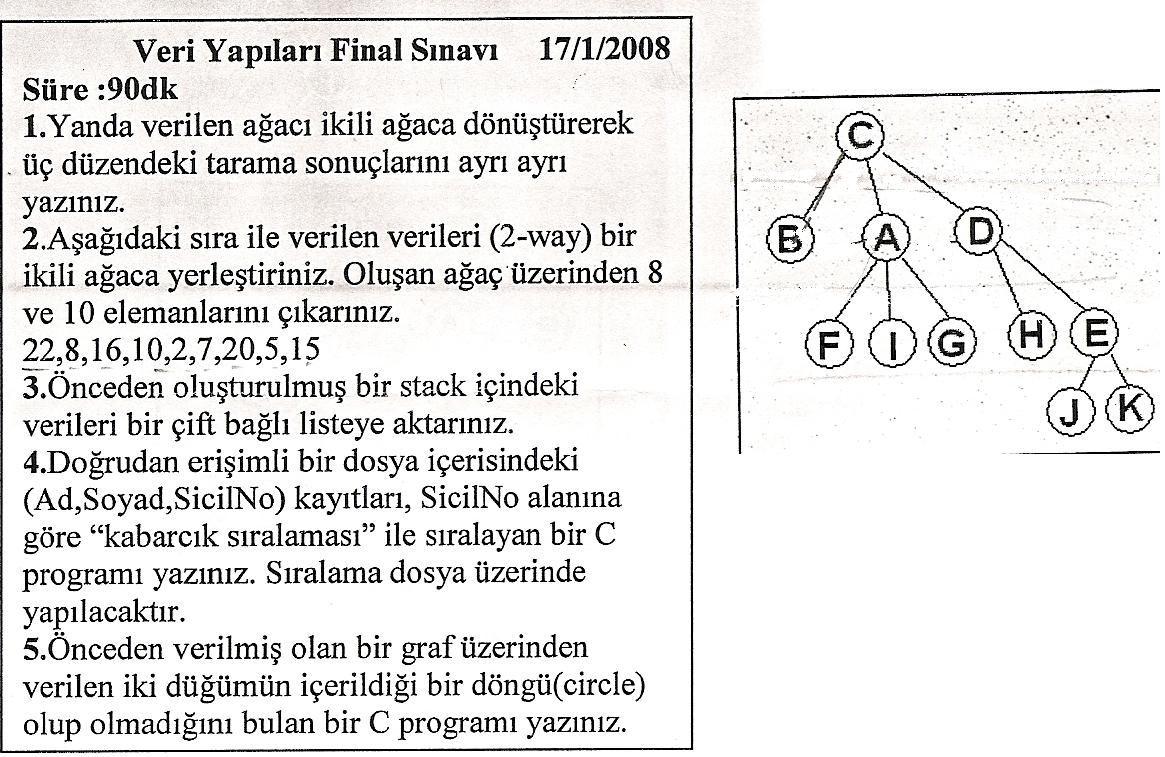 Veri Yapıları Final Sınavı 17/1/2008
Süre :90dk
1.Yanda verilen ağacı ikili ağaca dönüştürerek
üç düzendeki tarama sonuçlarını ayrı ayrı
yazınız.
2.Aşağıdaki sıra ile verilen verileri (2-way) bir
ikili ağaca yerleştiriniz. Oluşan ağaç üzerinden 8
ve 10 elemanlarını çıkarınız.
22,8,16,10,2,7,20,5,15
3.Önceden oluşturulmuş bir stack içindeki
verileri bir çift bağlı listeye aktarınız.
4.Doğrudan erişimli bir dosya içerisindeki
(Ad,Soyad,SicilNo) kayıtları, SicilNo alanına
göre “kabarcık sıralaması” ile sıralayan bir C
programı yazınız. Sıralama dosya üzerinde
yapılacaktır.
5.Önceden verilmiş olan bir graf üzerinden
verilen iki düğümün içerildiği bir döngü(circle)
olup olmadığını bulan bir C programı yazınız.
C
B A D
F I G H E
J K